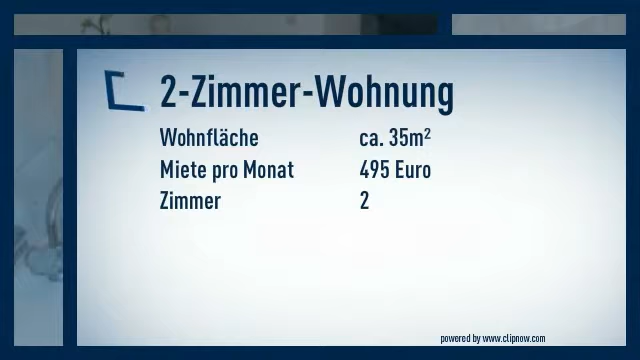 2-Zimmer-Wohnung
Wohnfläche ca. 35m²
Miete pro Monat 495 Euro
Zimmer 2
powered by www.clipnow.com